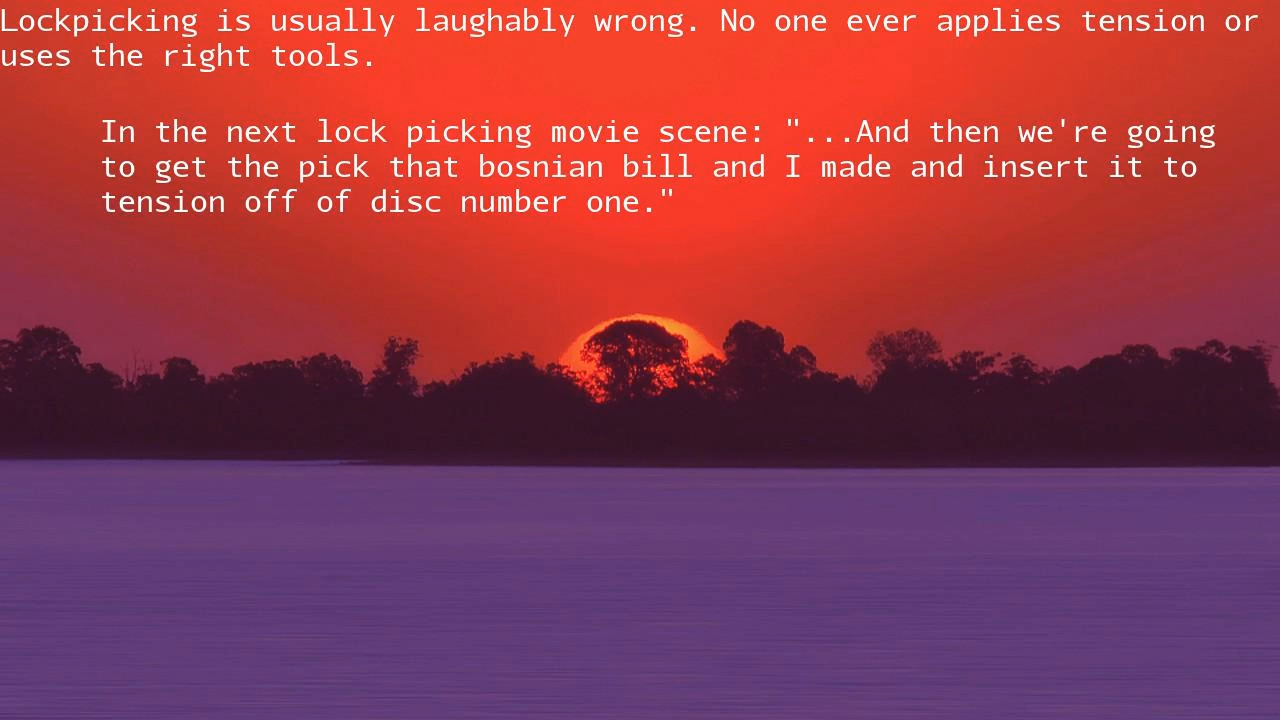 Lockpicking is usually laughably wrong. No one ever applies tension or
uses the right tools.
In the next lock picking movie scene: "...And then we're going
to get the pick that bosnian bill and I made and insert it to
tension off of disc number one."